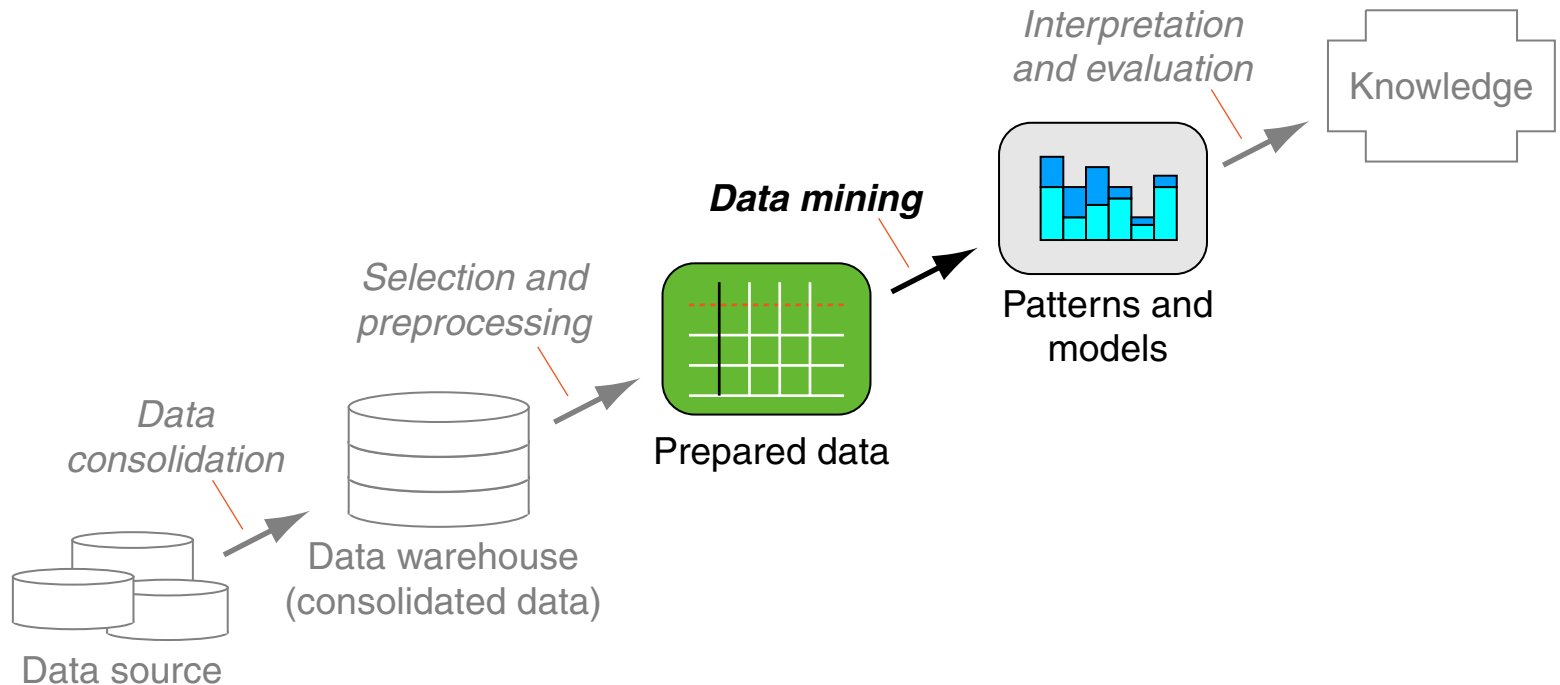 Data source
Data
consolidation
Data warehouse
(consolidated data)
Selection and
preprocessing
Prepared data
Data mining
Patterns and
models
Interpretation
and evaluation
Knowledge